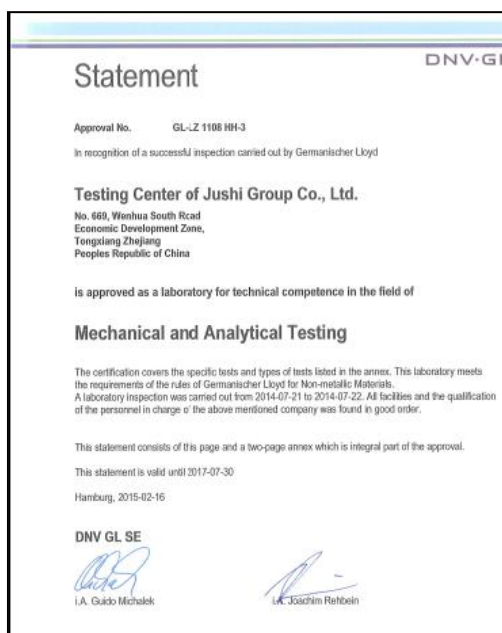 DNV·GL
Statement
Approval No. GL-LZ 1108 HH-3
In recognition of a successful inspection carried out by Germanischer Lloyd
Testing Center of Jushi Group Co., Ltd.
No. 669, Wenhua South Road
Economic Development Zone,
Tongxiang Zhejiang
Peoples Republic of China
is approved as a laboratory for technical competence in the field of
Mechanical and Analytical Testing
The certification covers the specific tests and types of tests listed in the annex. This laboratory meets
the requirements of the rules of Germanischer Lloyd for Non-metallic Materials.
A laboratory inspection was carried out from 2014-07-21 to 2014-07-22. All facilities and the qualification
of the personnel in charge of the above mentioned company was found in good order.
This statement consists of this page and a two-page annex which is integral part of the approval.
This statement is valid until 2017-07-30
Hamburg, 2015-02-16
DNV GL SE
i.A. Guido Michalek i.A. Joachim Rehbein